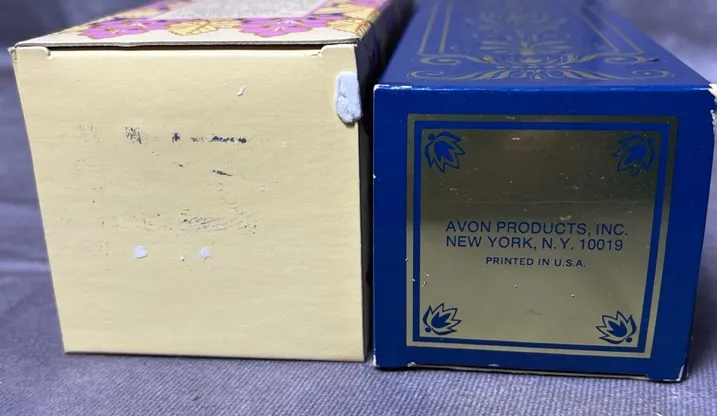 AVON PRODUCTS, INC.
NEW YORK, N.Y. 10019
PRINTED IN U.S.A.